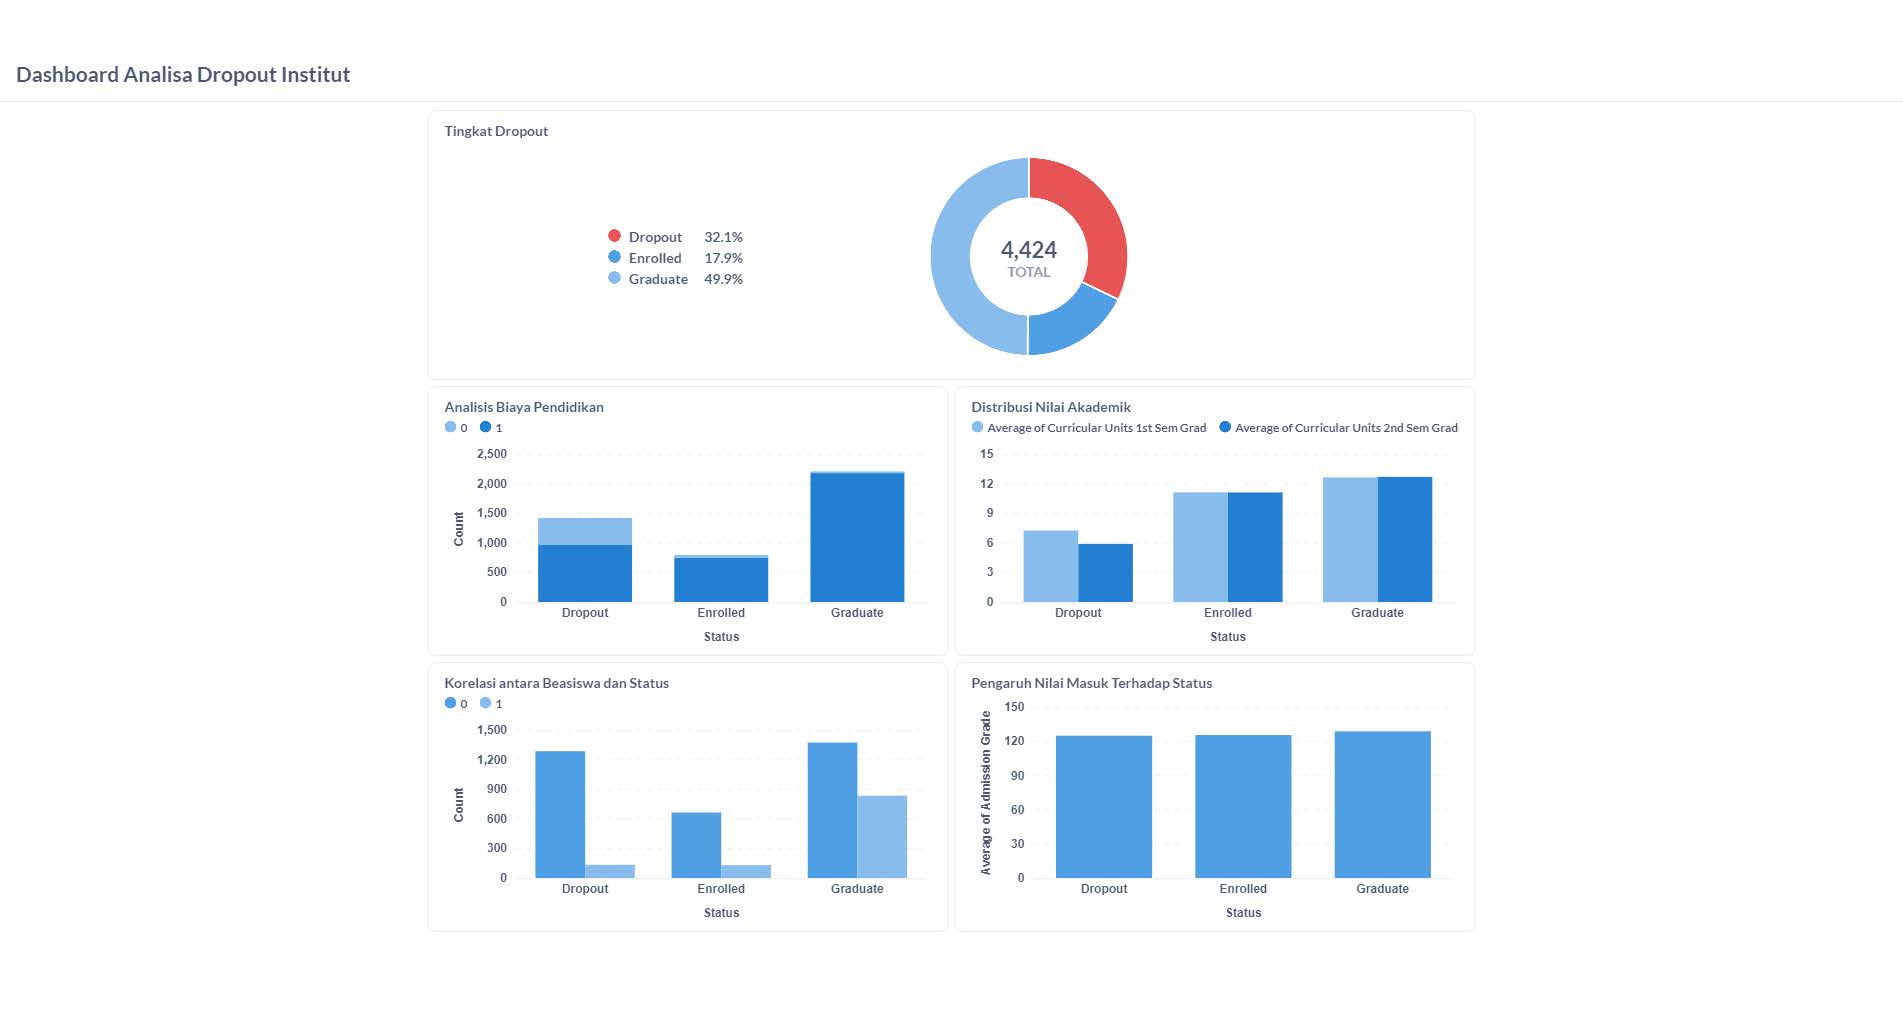 Dashboard Analisa Dropout Institut
Tingkat Dropout
Dropout 32.1%
Enrolled 17.9%
Graduate 49.9%
4,424
TOTAL
Analisis Biaya Pendidikan
0 1
2,500
2,000
1,500
1,000
500
0
Count
Dropout Enrolled Graduate
Status
Distribusi Nilai Akademik
Average of Curricular Units 1st Sem Grad Average of Curricular Units 2nd Sem Grad
15
12
9
6
3
0
Dropout Enrolled Graduate
Status
Korelasi antara Beasiswa dan Status
0 1
1,500
1,200
900
600
300
0
Count
Dropout Enrolled Graduate
Status
Pengaruh Nilai Masuk Terhadap Status
150
120
90
60
30
0
Average of Admission Grade
Dropout Enrolled Graduate
Status